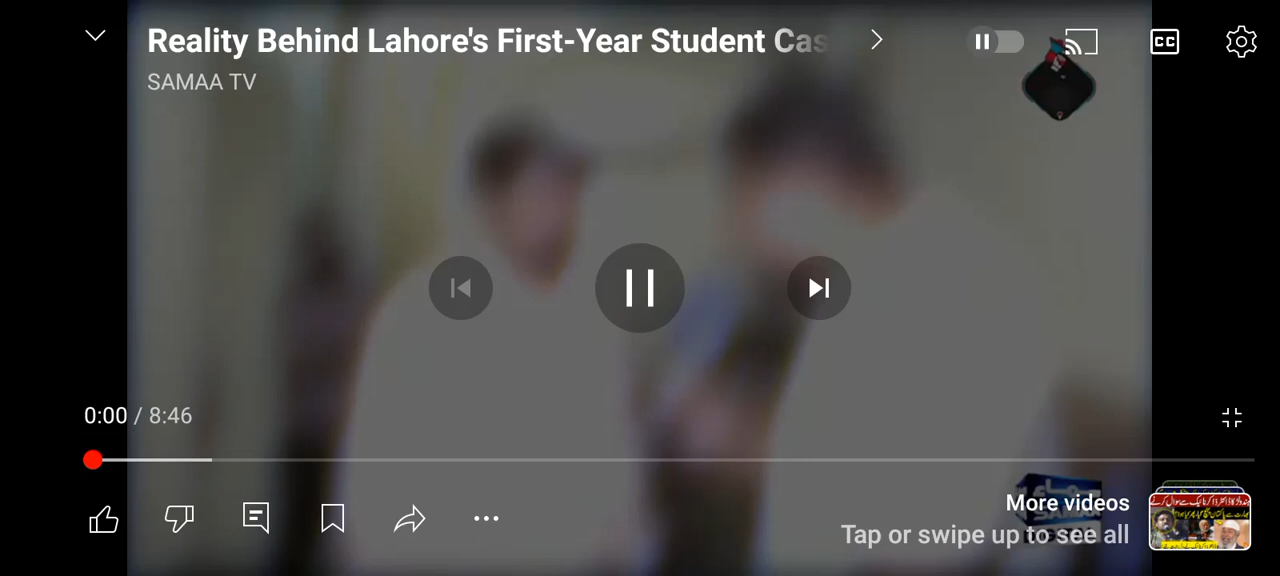 Reality Behind Lahore's First-Year Student Cas
SAMAA TV
CC
0:00 / 8:46
More videos
Tap or swipe up to see all